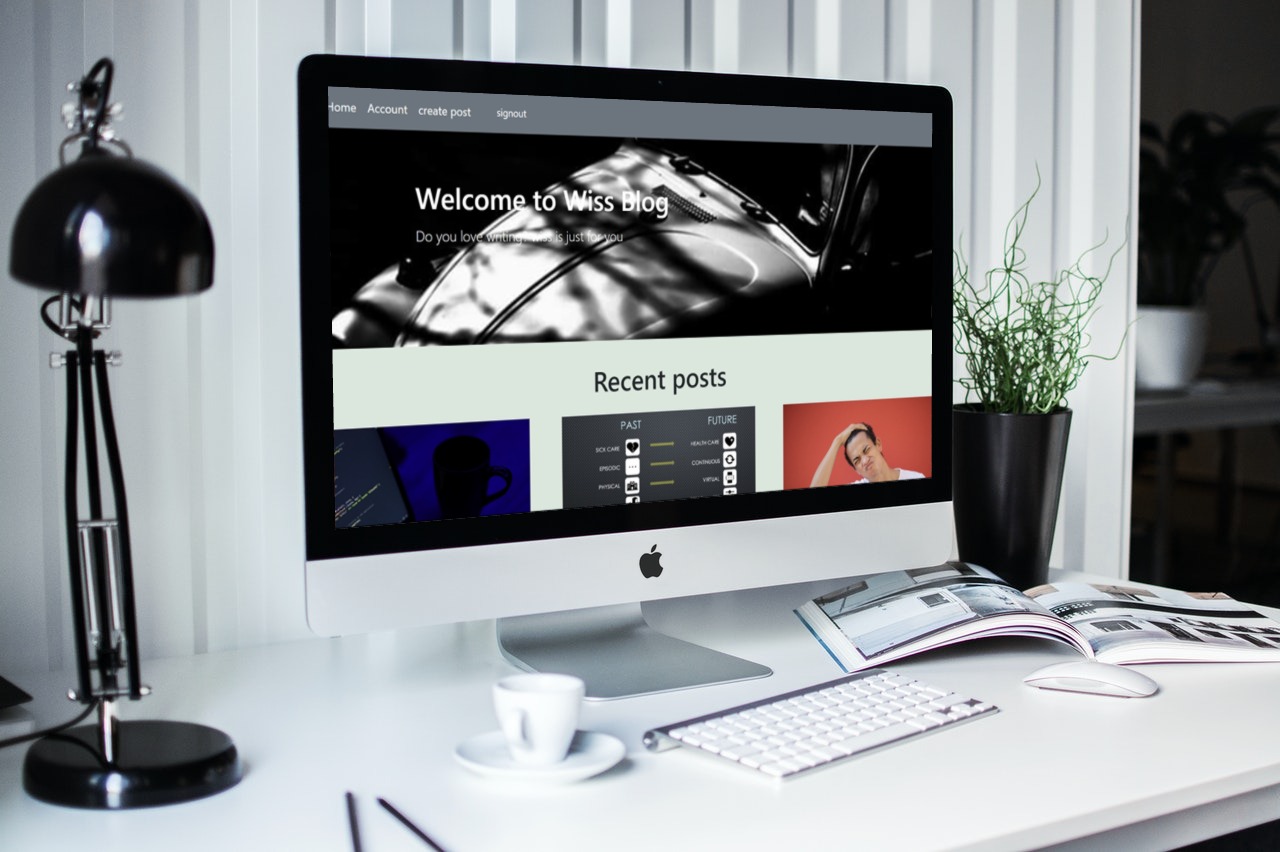 Home Account create post signout
Welcome to Wiss Blog
Do you love writing? wiss is just for you
Recent posts
PAST FUTURE
SICK CARE HEALTH CARE
EPISODIC CONTINUOUS
PHYSICAL VIRTUAL